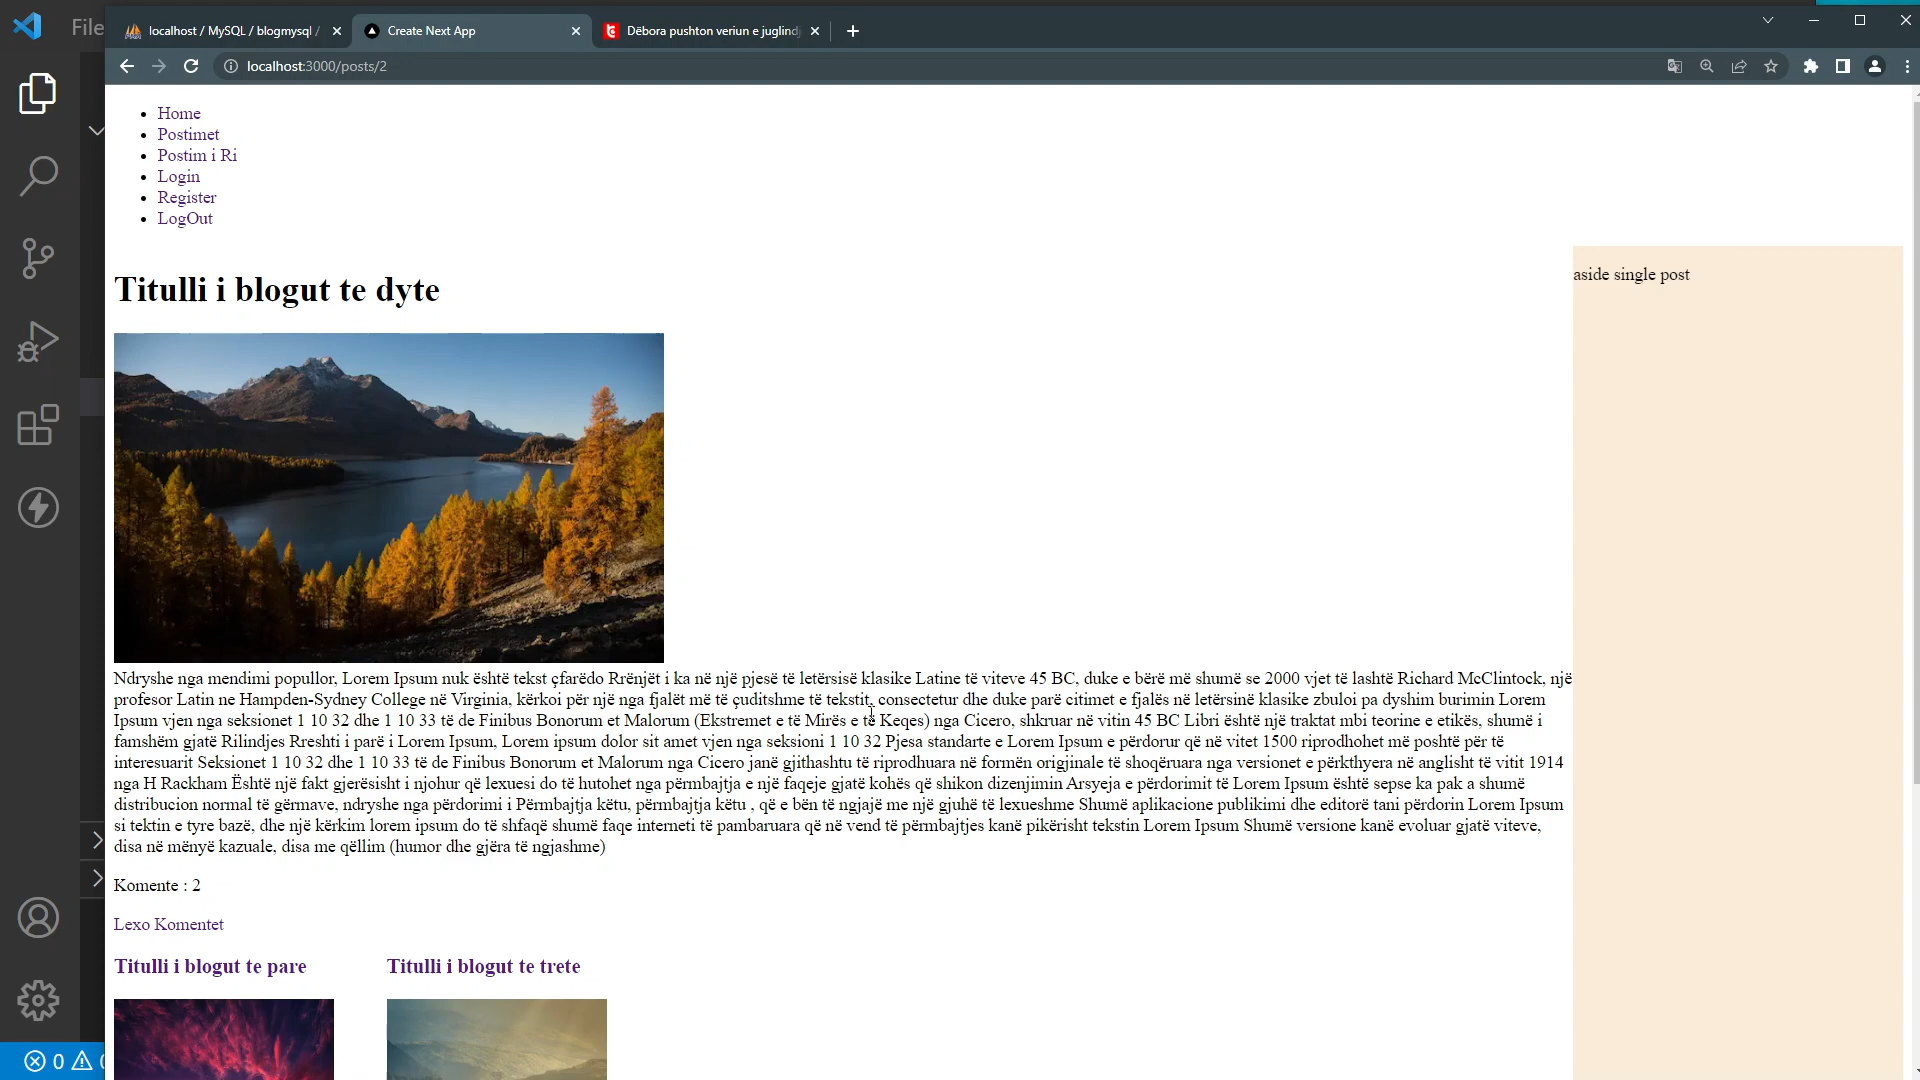 File
localhost / MySQL / blogmysql /
Create Next App
Dëbora pushton veriun e juglind
localhost:3000/posts/2
Home
Postimet
Postim i Ri
Login
Register
LogOut
aside single post
Titulli i blogut te dyte
Ndryshe nga mendimi popullor, Lorem Ipsum nuk është tekst çfarëdo Rrënjët i ka në një pjesë të letërsisë klasike Latine të viteve 45 BC, duke e bërë më shumë se 2000 vjet të lashtë Richard McClintock, një
profesor Latin ne Hampden-Sydney College në Virginia, kërkoi për një nga fjalët më të çuditshme të tekstit, consectetur dhe duke parë citimet e fjalës në letërsinë klasike zbuloi pa dyshim burimin Lorem
Ipsum vjen nga seksionet 1 10 32 dhe 1 10 33 të de Finibus Bonorum et Malorum (Ekstremet e të Mirës e të Keqes) nga Cicero, shkruar në vitin 45 BC Libri është një traktat mbi teorine e etikës, shumë i
famshëm gjatë Rilindjes Rreshti i parë i Lorem Ipsum, Lorem ipsum dolor sit amet vjen nga seksioni 1 10 32 Pjesa standarte e Lorem Ipsum e përdorur që në vitet 1500 riprodhohet më poshtë për të
interesuarit Seksionet 1 10 32 dhe 1 10 33 të de Finibus Bonorum et Malorum nga Cicero janë gjithashtu të riprodhuara në formën origjinale të shoqëruara nga versionet e përkthyera në anglisht të vitit 1914
nga H Rackham Është një fakt gjerësisht i njohur që lexuesi do të hutohet nga përmbajtja e një faqeje gjatë kohës që shikon dizenjimin Arsyeja e përdorimit të Lorem Ipsum është sepse ka pak a shumë
distribucion normal të gërmave, ndryshe nga përdorimi i Përmbajtja këtu, përmbajtja këtu , që e bën të ngjajë me një gjuhë të lexueshme Shumë aplikacione publikimi dhe editorë tani përdorin Lorem Ipsum
si tektin e tyre bazë, dhe një kërkim lorem ipsum do të shfaqë shumë faqe interneti të pambaruara që në vend të përmbajtjes kanë pikërisht tekstin Lorem Ipsum Shumë versione kanë evoluar gjatë viteve,
disa në mënyë kazuale, disa me qëllim (humor dhe gjëra të ngjashme)
Komente : 2
Lexo Komentet
Titulli i blogut te pare
Titulli i blogut te trete
0